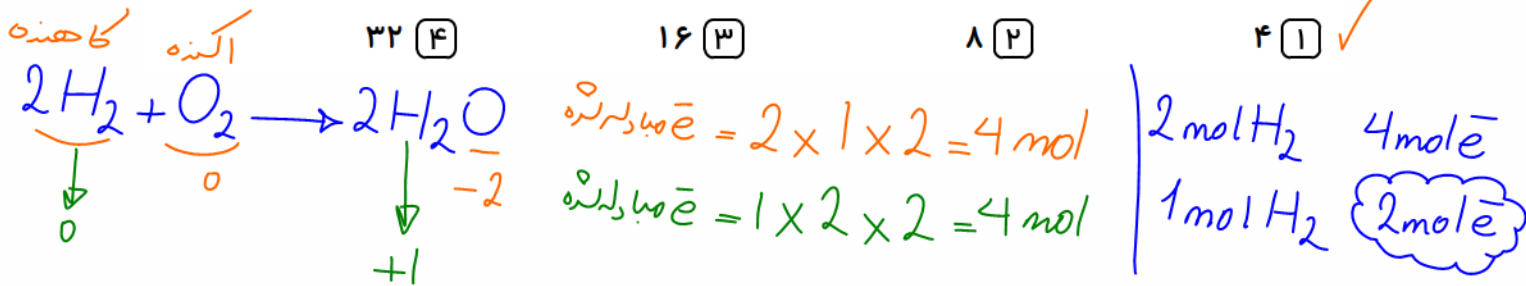 ۱ ۴ ✓ ۲ ۸ ۳ ۱۶ ۴ ۳۲
کاهنده اکنده
2H₂ + O₂ → 2H₂O
0 0 +1 -2
ē مبادله شده = 2 × 1 × 2 = 4 mol
ē مبادله شده = 1 × 2 × 2 = 4 mol
2 mol H₂ 4 mol ē
1 mol H₂ 2 mol ē